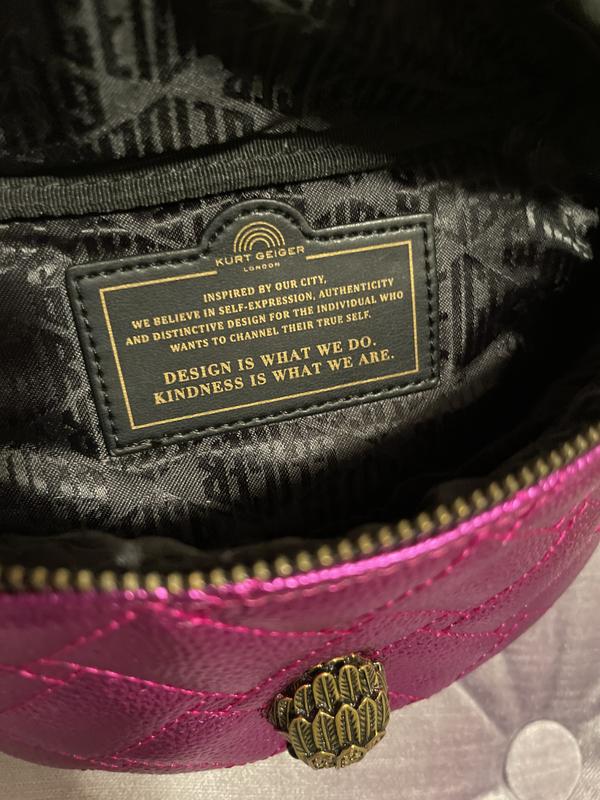 KURT GEIGER
LONDON
INSPIRED BY OUR CITY,
WE BELIEVE IN SELF-EXPRESSION, AUTHENTICITY
AND DISTINCTIVE DESIGN FOR THE INDIVIDUAL WHO
WANTS TO CHANNEL THEIR TRUE SELF.
DESIGN IS WHAT WE DO.
KINDNESS IS WHAT WE ARE.